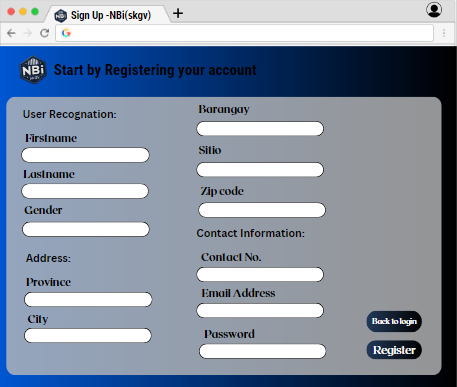 Sign Up -NBi(skgv)
NBi
Start by Registering your account
User Recognation:
Firstname
Lastname
Gender
Address:
Province
City
Barangay
Sitio
Zip code
Contact Information:
Contact No.
Email Address
Password
Back to login
Register